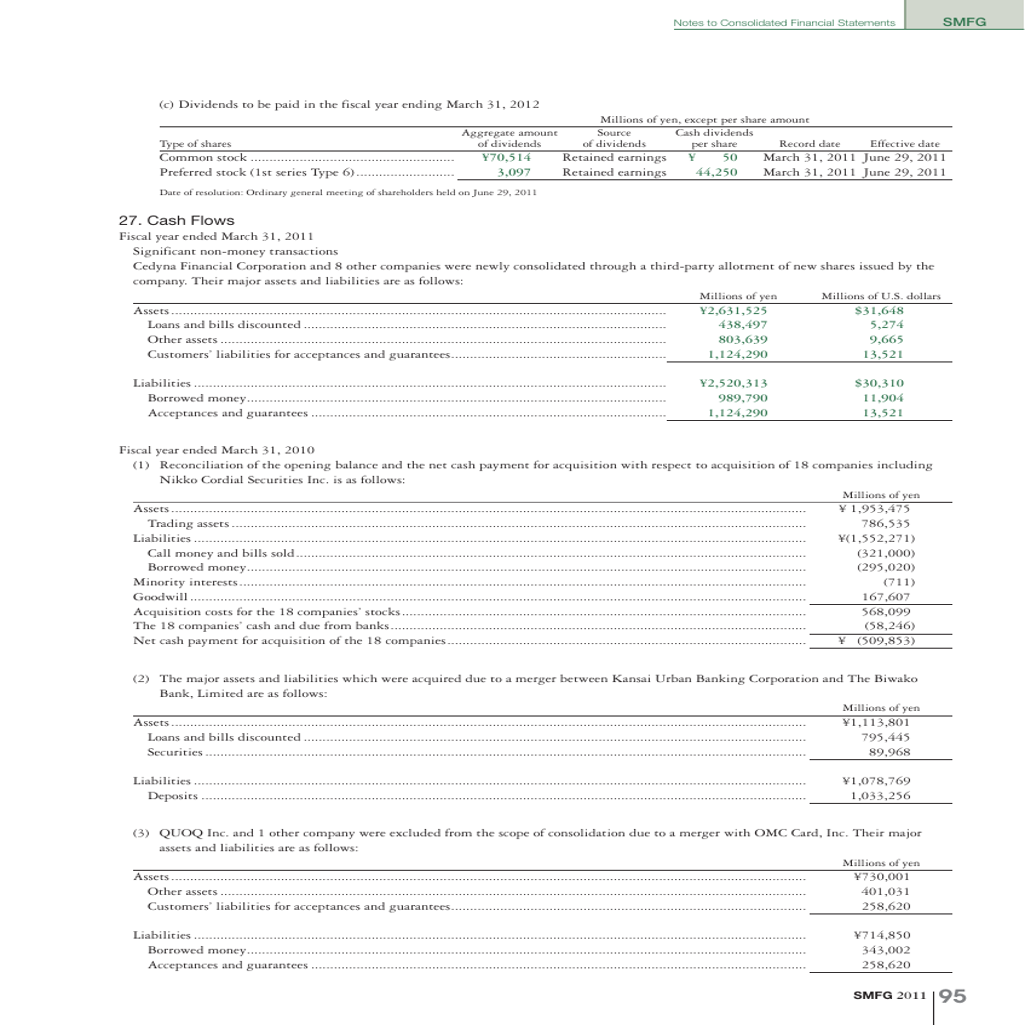 Notes to Consolidated Financial Statements SMFG
(c) Dividends to be paid in the fiscal year ending March 31, 2012
Millions of yen, except per share amount
Aggregate amount Source Cash dividends
Type of shares of dividends of dividends per share Record date Effective date
Common stock ..................................................... ¥70,514 Retained earnings ¥ 50 March 31, 2011 June 29, 2011
Preferred stock (1st series Type 6).......................... 3,097 Retained earnings 44,250 March 31, 2011 June 29, 2011
Date of resolution: Ordinary general meeting of shareholders held on June 29, 2011
27. Cash Flows
Fiscal year ended March 31, 2011
Significant non-money transactions
Cedyna Financial Corporation and 8 other companies were newly consolidated through a third-party allotment of new shares issued by the
company. Their major assets and liabilities are as follows:
Millions of yen Millions of U.S. dollars
Assets ..................................................... ¥2,631,525 $31,648
Loans and bills discounted ..................................................... 438,497 5,274
Other assets ..................................................... 803,639 9,665
Customers' liabilities for acceptances and guarantees..................................................... 1,124,290 13,521
Liabilities ..................................................... ¥2,520,313 $30,310
Borrowed money..................................................... 989,790 11,904
Acceptances and guarantees ..................................................... 1,124,290 13,521
Fiscal year ended March 31, 2010
(1) Reconciliation of the opening balance and the net cash payment for acquisition with respect to acquisition of 18 companies including
Nikko Cordial Securities Inc. is as follows:
Millions of yen
Assets ..................................................... ¥ 1,953,475
Trading assets ..................................................... 786,535
Liabilities ..................................................... ¥(1,552,271)
Call money and bills sold..................................................... (321,000)
Borrowed money..................................................... (295,020)
Minority interests..................................................... (711)
Goodwill ..................................................... 167,607
Acquisition costs for the 18 companies' stocks..................................................... 568,099
The 18 companies' cash and due from banks..................................................... (58,246)
Net cash payment for acquisition of the 18 companies..................................................... ¥ (509,853)
(2) The major assets and liabilities which were acquired due to a merger between Kansai Urban Banking Corporation and The Biwako
Bank, Limited are as follows:
Millions of yen
Assets ..................................................... ¥1,113,801
Loans and bills discounted ..................................................... 795,445
Securities ..................................................... 89,968
Liabilities ..................................................... ¥1,078,769
Deposits ..................................................... 1,033,256
(3) QUOQ Inc. and 1 other company were excluded from the scope of consolidation due to a merger with OMC Card, Inc. Their major
assets and liabilities are as follows:
Millions of yen
Assets ..................................................... ¥730,001
Other assets ..................................................... 401,031
Customers' liabilities for acceptances and guarantees..................................................... 258,620
Liabilities ..................................................... ¥714,850
Borrowed money..................................................... 343,002
Acceptances and guarantees ..................................................... 258,620
SMFG 2011 95